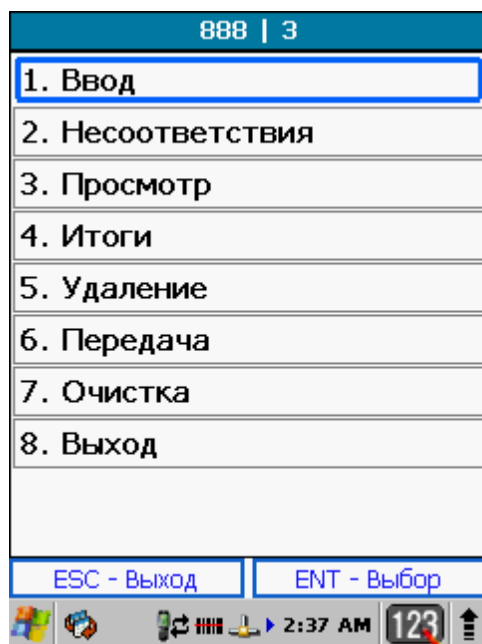 888 | 3
1. Ввод
2. Несоответствия
3. Просмотр
4. Итоги
5. Удаление
6. Передача
7. Очистка
8. Выход
ESC - Выход ENT - Выбор
2:37 AM 123